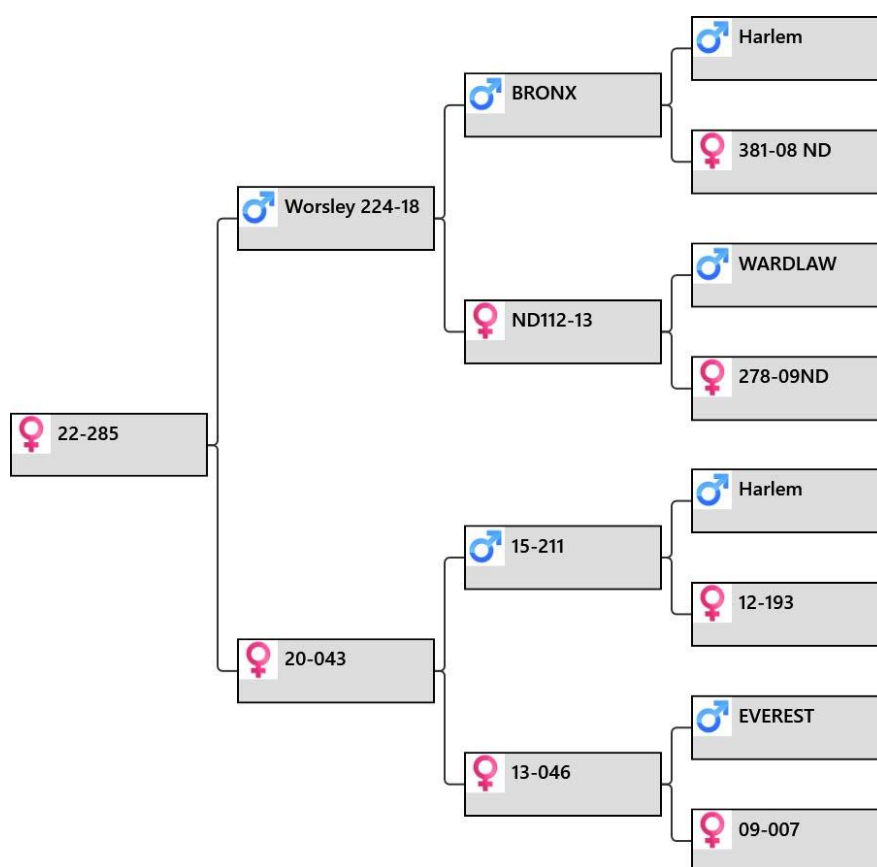 Harlem
BRONX
381-08 ND
Worsley 224-18
WARDLAW
ND112-13
278-09ND
22-285
Harlem
15-211
12-193
20-043
EVEREST
13-046
09-007